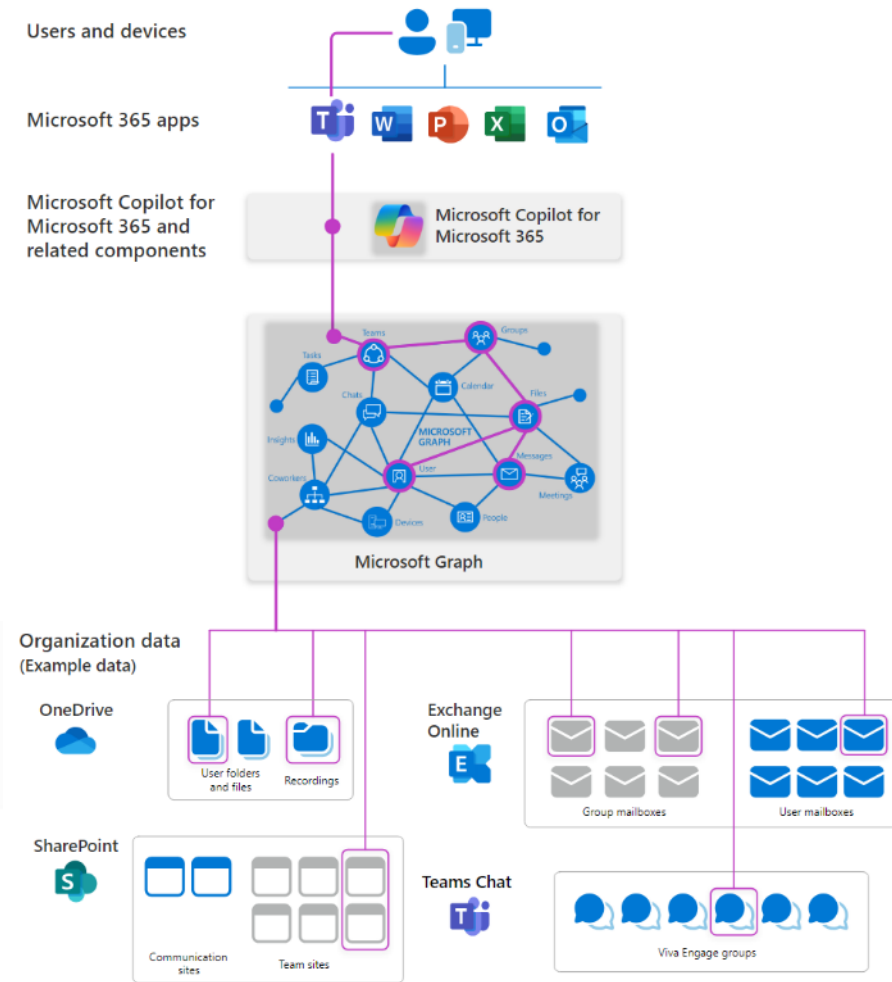 Users and devices
Microsoft 365 apps
T
W
P
X
O
Microsoft Copilot for
Microsoft 365 and
related components
Microsoft Copilot for
Microsoft 365
Teams
Groups
Tasks
Calendar
Chats
Files
MICROSOFT
GRAPH
Insights
Messages
User
Coworkers
Meetings
Devices
People
Microsoft Graph
Organization data
(Example data)
OneDrive
User folders
and files
Recordings
Exchange
Online
E
Group mailboxes
User mailboxes
SharePoint
S
Communication
sites
Team sites
Teams Chat
T
Viva Engage groups